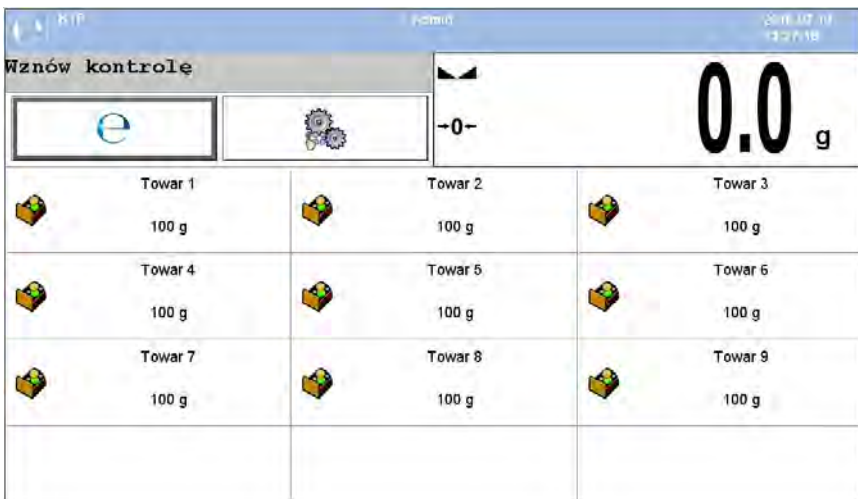 Admin
Wznów kontrolę
0.0 g
→0←
Towar 1
100 g
Towar 2
100 g
Towar 3
100 g
Towar 4
100 g
Towar 5
100 g
Towar 6
100 g
Towar 7
100 g
Towar 8
100 g
Towar 9
100 g